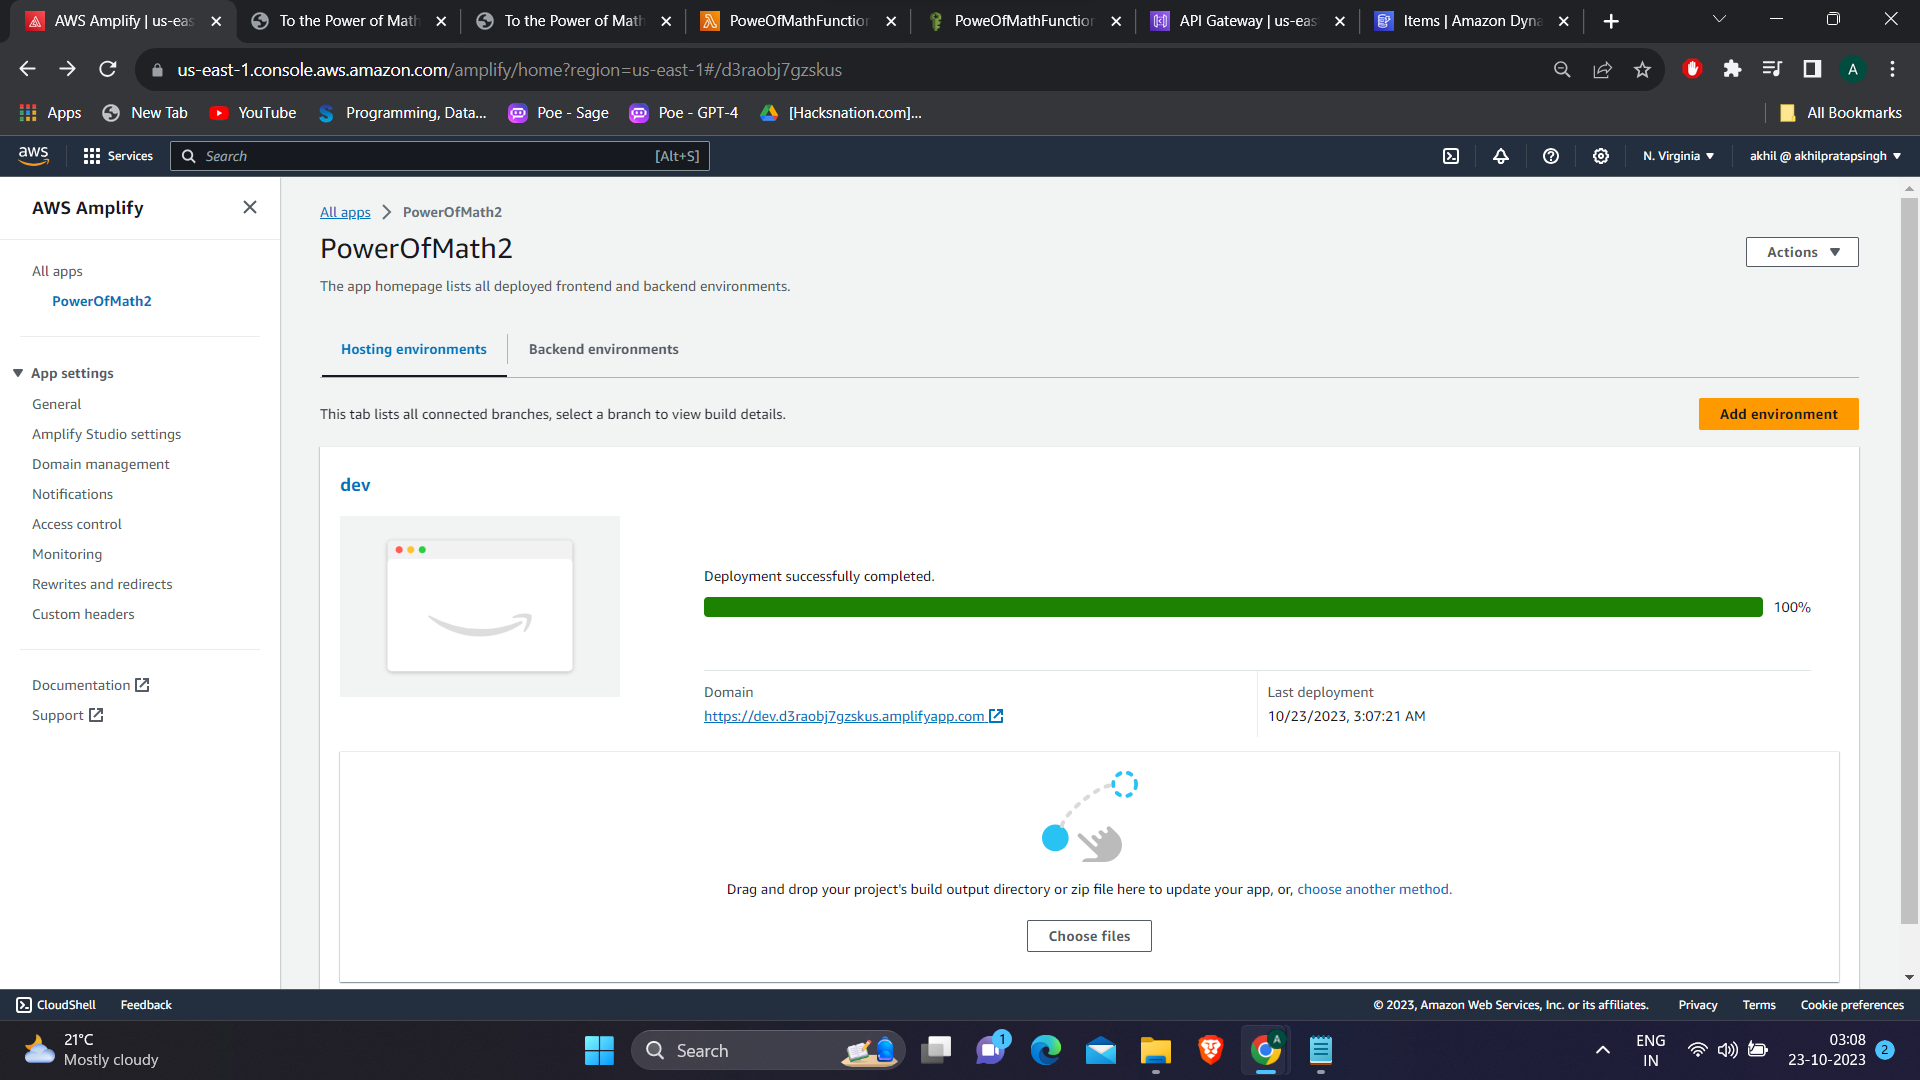 AWS Amplify | us-eas
To the Power of Math
To the Power of Math
PoweOfMathFunction
PoweOfMathFunction
API Gateway | us-eas
Items | Amazon Dyna
us-east-1.console.aws.amazon.com/amplify/home?region=us-east-1#/d3raobj7gzskus
A
Apps
New Tab
YouTube
Programming, Data...
Poe - Sage
Poe - GPT-4
[Hacksnation.com]...
All Bookmarks
aws
Services
Search
[Alt+S]
N. Virginia
akhil @ akhilpratapsingh
AWS Amplify
All apps
PowerOfMath2
App settings
General
Amplify Studio settings
Domain management
Notifications
Access control
Monitoring
Rewrites and redirects
Custom headers
Documentation
Support
All apps
PowerOfMath2
PowerOfMath2
Actions
The app homepage lists all deployed frontend and backend environments.
Hosting environments
Backend environments
This tab lists all connected branches, select a branch to view build details.
Add environment
dev
Deployment successfully completed.
100%
Domain
https://dev.d3raobj7gzskus.amplifyapp.com
Last deployment
10/23/2023, 3:07:21 AM
Drag and drop your project's build output directory or zip file here to update your app, or, choose another method.
Choose files
CloudShell
Feedback
© 2023, Amazon Web Services, Inc. or its affiliates.
Privacy
Terms
Cookie preferences
21°C
Mostly cloudy
Search
1
A
ENG
IN
03:08
23-10-2023
2